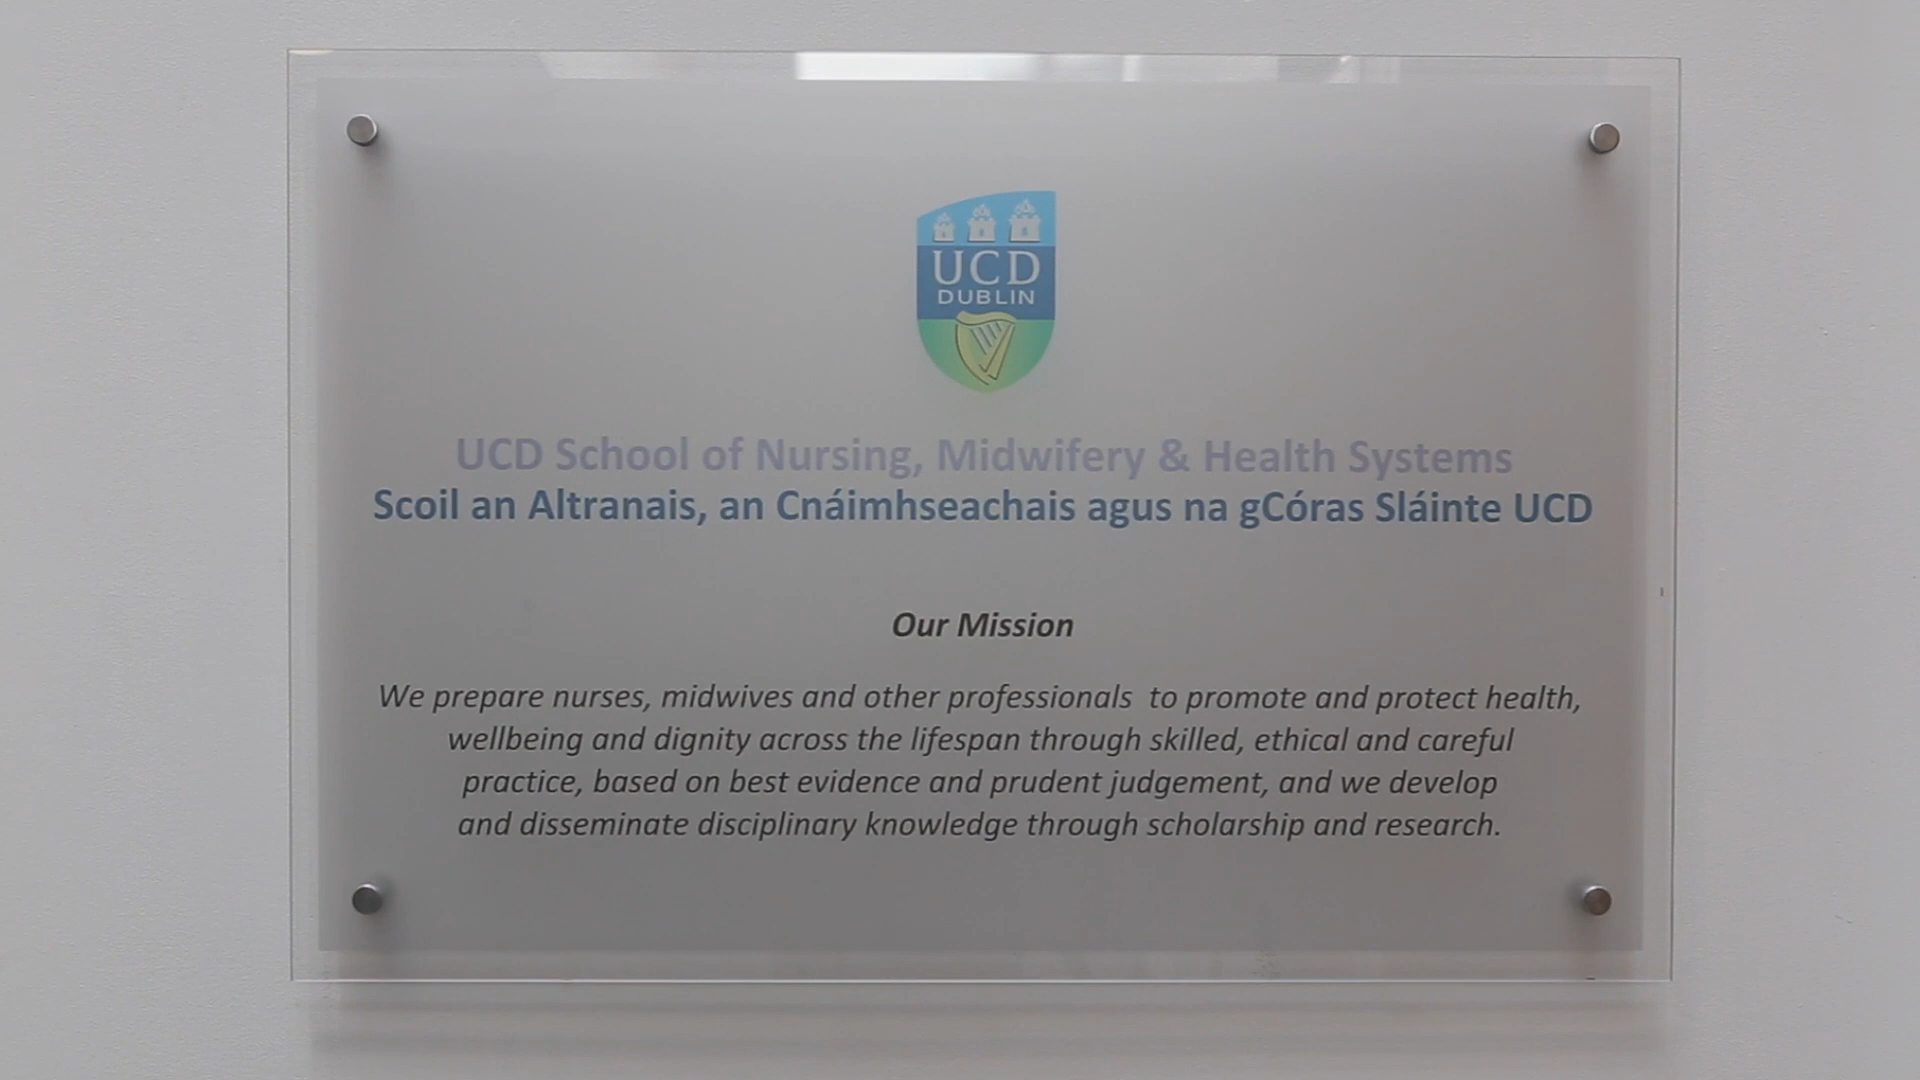 UCD
DUBLIN
UCD School of Nursing, Midwifery & Health Systems
Scoil an Altranais, an Cnáimhseachais agus na gCóras Sláinte UCD
Our Mission
We prepare nurses, midwives and other professionals to promote and protect health,
wellbeing and dignity across the lifespan through skilled, ethical and careful
practice, based on best evidence and prudent judgement, and we develop
and disseminate disciplinary knowledge through scholarship and research.